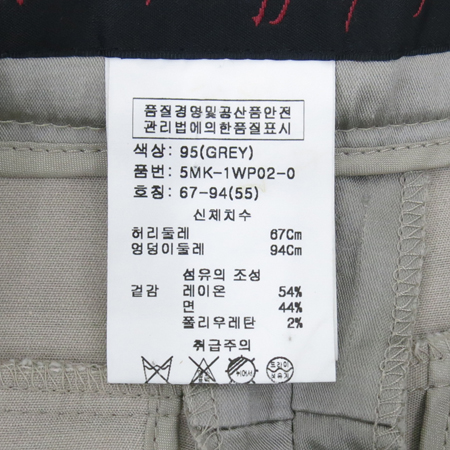 품질경영및공산품안전
관리법에의한품질표시
색상: 95(GREY)
품번: 5MK-1WP02-0
호칭: 67-94(55)
신체치수
허리둘레 67Cm
엉덩이둘레 94Cm
섬유의 조성
겉감 레이온 54%
면 44%
폴리우레탄 2%
취급주의
드라이